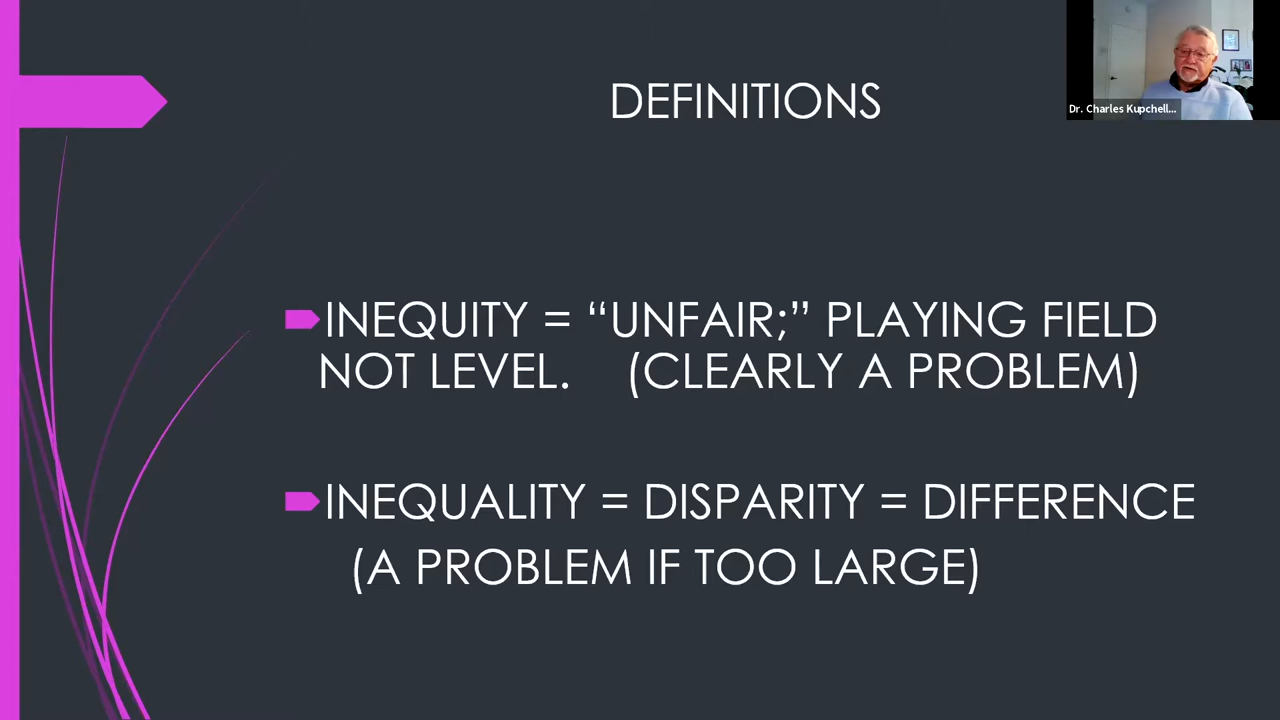 DEFINITIONS
Dr. Charles Kupchell...
INEQUITY = “UNFAIR;” PLAYING FIELD
NOT LEVEL. (CLEARLY A PROBLEM)
INEQUALITY = DISPARITY = DIFFERENCE
(A PROBLEM IF TOO LARGE)